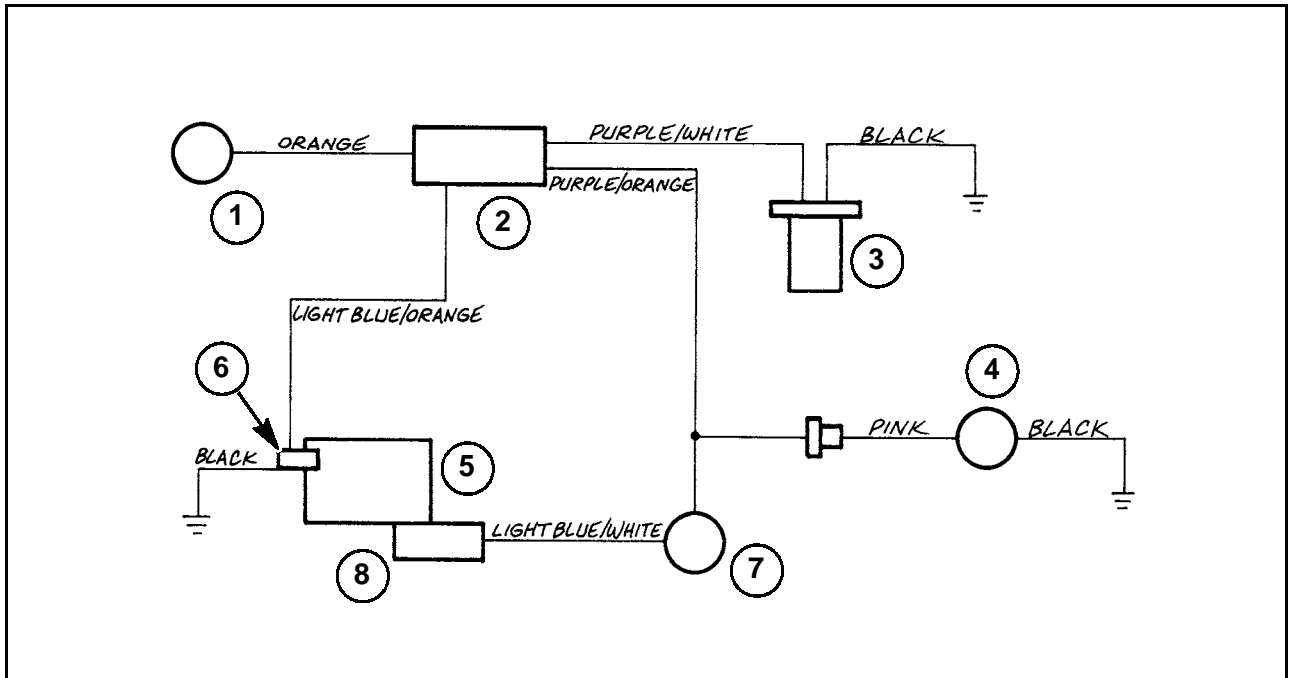 ORANGE
PURPLE/WHITE
BLACK
PURPLE/ORANGE
1
2
3
LIGHT BLUE/ORANGE
6
4
PINK
BLACK
BLACK
5
LIGHT BLUE/WHITE
8
7